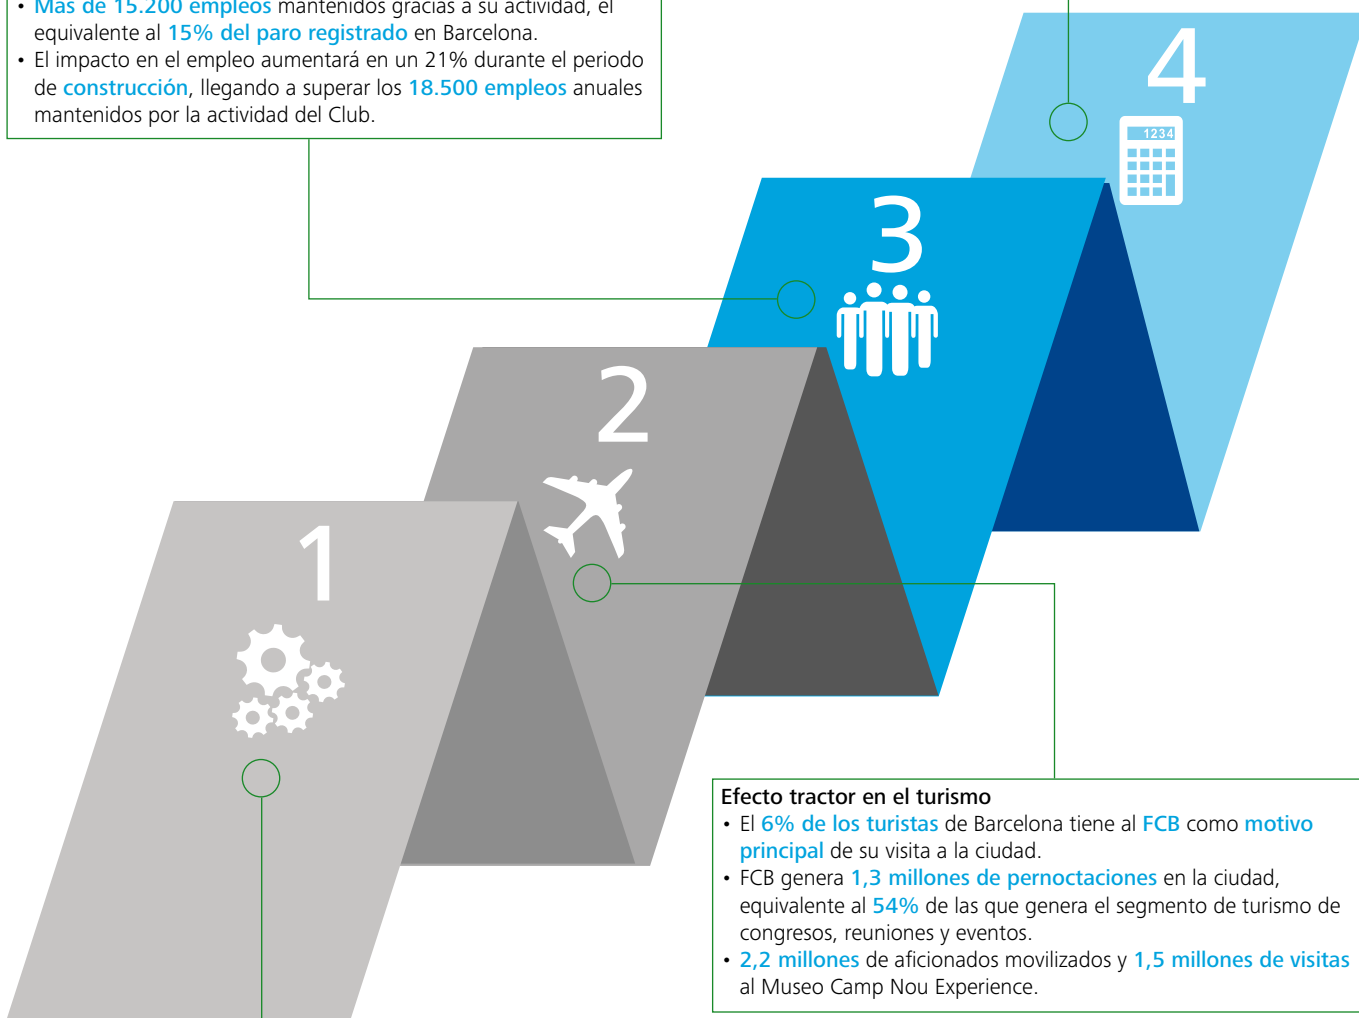 • Más de 15.200 empleos mantenidos gracias a su actividad, el
equivalente al 15% del paro registrado en Barcelona.
• El impacto en el empleo aumentará en un 21% durante el periodo
de construcción, llegando a superar los 18.500 empleos anuales
mantenidos por la actividad del Club.
4
1234
3
2
1
Efecto tractor en el turismo
• El 6% de los turistas de Barcelona tiene al FCB como motivo
principal de su visita a la ciudad.
• FCB genera 1,3 millones de pernoctaciones en la ciudad,
equivalente al 54% de las que genera el segmento de turismo de
congresos, reuniones y eventos.
• 2,2 millones de aficionados movilizados y 1,5 millones de visitas
al Museo Camp Nou Experience.